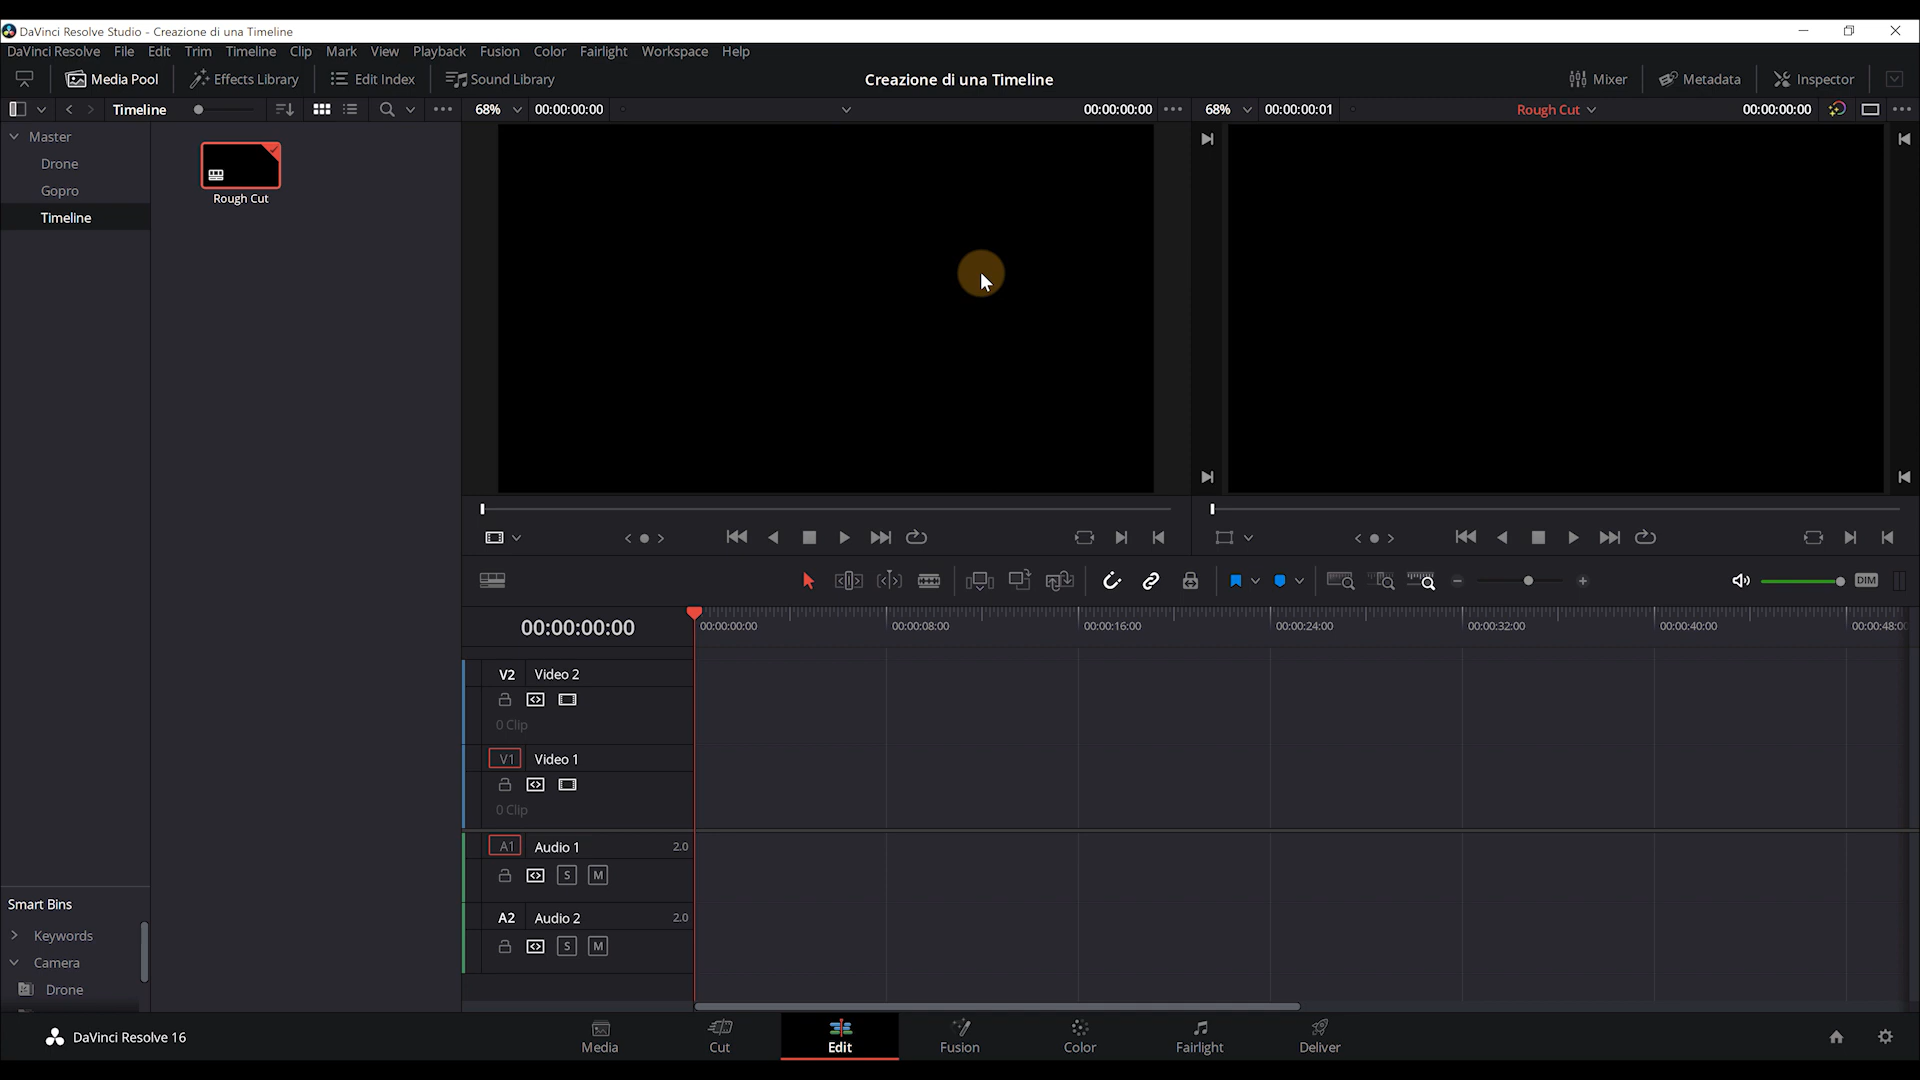 DaVinci Resolve Studio - Creazione di una Timeline
DaVinci Resolve File Edit Trim Timeline Clip Mark View Playback Fusion Color Fairlight Workspace Help
Media Pool Effects Library Edit Index Sound Library Creazione di una Timeline Mixer Metadata Inspector
Timeline 68% 00:00:00:00 00:00:00:00 68% 00:00:00:01 Rough Cut 00:00:00:00
Master
Drone
Gopro
Timeline
Rough Cut
DIM
00:00:00:00
00:00:00:00 00:00:08:00 00:00:16:00 00:00:24:00 00:00:32:00 00:00:40:00 00:00:48:00
V2 Video 2
0 Clip
V1 Video 1
0 Clip
A1 Audio 1 2.0
S M
A2 Audio 2 2.0
S M
Smart Bins
Keywords
Camera
Drone
DaVinci Resolve 16
Media Cut Edit Fusion Color Fairlight Deliver